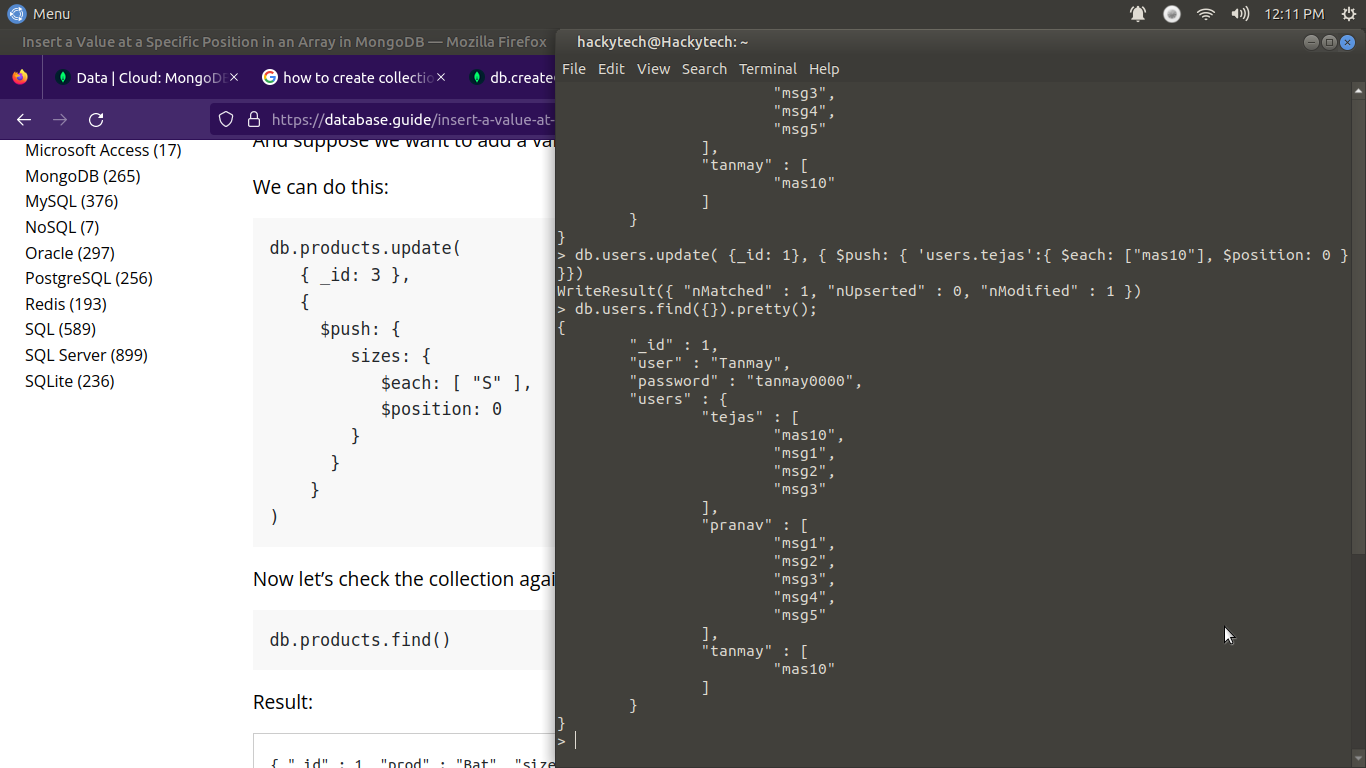 Menu
12:11 PM
Insert a Value at a Specific Position in an Array in MongoDB — Mozilla Firefox
Data | Cloud: MongoDB
how to create collectio
db.create
https://database.guide/insert-a-value-at-
Microsoft Access (17)
MongoDB (265)
MySQL (376)
NoSQL (7)
Oracle (297)
PostgreSQL (256)
Redis (193)
SQL (589)
SQL Server (899)
SQLite (236)
And suppose we want to add a val
We can do this:
db.products.update(
{ _id: 3 },
{
$push: {
sizes: {
$each: [ "S" ],
$position: 0
}
}
}
)
Now let’s check the collection agai
db.products.find()
Result:
{ "_id" : 1, "prod" : "Bat", "size
hackytech@Hackytech: ~
File Edit View Search Terminal Help
"msg3",
"msg4",
"msg5"
],
"tanmay" : [
"mas10"
]
}
}
> db.users.update( {_id: 1}, { $push: { 'users.tejas':{ $each: ["mas10"], $position: 0 }
}})
WriteResult({ "nMatched" : 1, "nUpserted" : 0, "nModified" : 1 })
> db.users.find({}).pretty();
{
"_id" : 1,
"user" : "Tanmay",
"password" : "tanmay0000",
"users" : {
"tejas" : [
"mas10",
"msg1",
"msg2",
"msg3"
],
"pranav" : [
"msg1",
"msg2",
"msg3",
"msg4",
"msg5"
],
"tanmay" : [
"mas10"
]
}
}
>